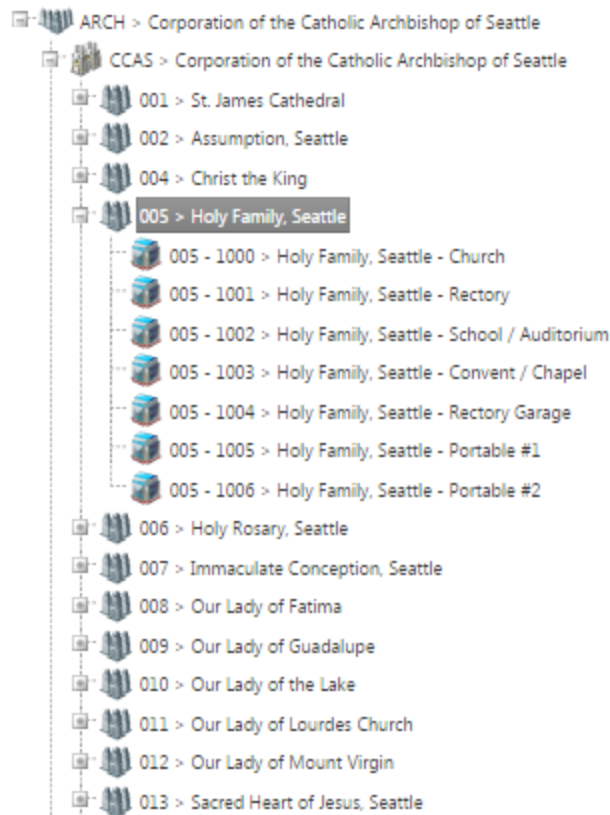 ARCH > Corporation of the Catholic Archbishop of Seattle
CCAS > Corporation of the Catholic Archbishop of Seattle
001 > St. James Cathedral
002 > Assumption, Seattle
004 > Christ the King
005 > Holy Family, Seattle
005 - 1000 > Holy Family, Seattle - Church
005 - 1001 > Holy Family, Seattle - Rectory
005 - 1002 > Holy Family, Seattle - School / Auditorium
005 - 1003 > Holy Family, Seattle - Convent / Chapel
005 - 1004 > Holy Family, Seattle - Rectory Garage
005 - 1005 > Holy Family, Seattle - Portable #1
005 - 1006 > Holy Family, Seattle - Portable #2
006 > Holy Rosary, Seattle
007 > Immaculate Conception, Seattle
008 > Our Lady of Fatima
009 > Our Lady of Guadalupe
010 > Our Lady of the Lake
011 > Our Lady of Lourdes Church
012 > Our Lady of Mount Virgin
013 > Sacred Heart of Jesus, Seattle